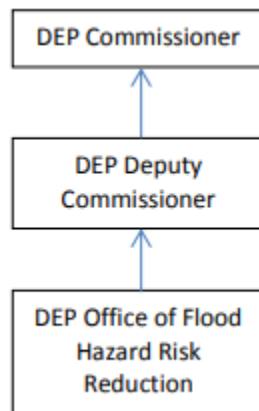 DEP Commissioner
DEP Deputy
Commissioner
DEP Office of Flood
Hazard Risk
Reduction